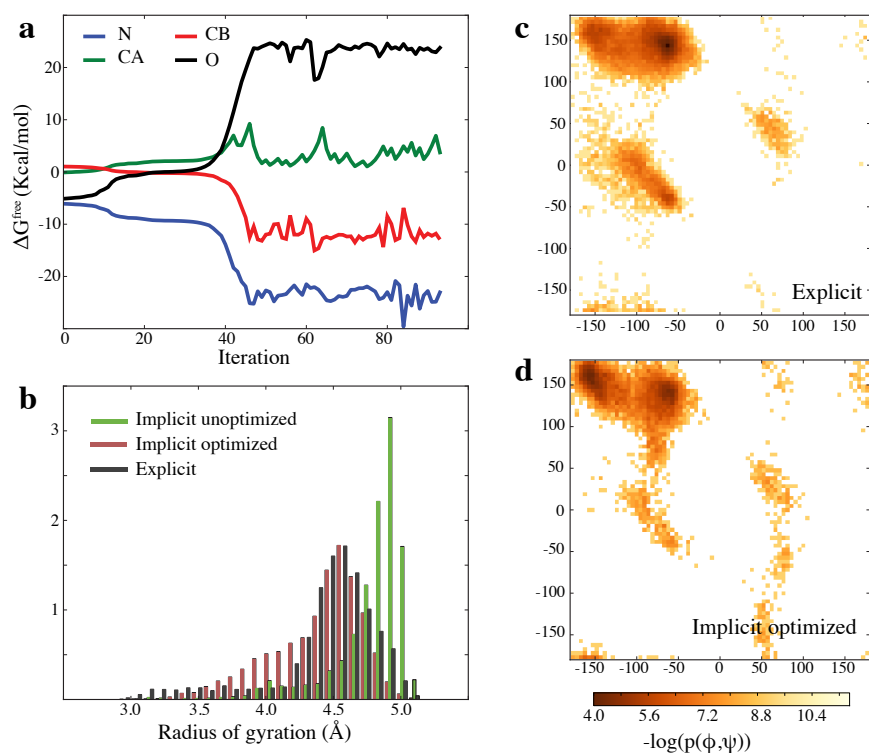 a
N
CB
CA
O
20
10
0
-10
-20
ΔG^free (Kcal/mol)
0 20 40 60 80
Iteration
b
Implicit unoptimized
Implicit optimized
Explicit
3
2
1
3.0 3.5 4.0 4.5 5.0
Radius of gyration (Å)
c
150
100
50
0
-50
-100
-150
Explicit
-150 -100 -50 0 50 100 150
d
150
100
50
0
-50
-100
-150
Implicit optimized
-150 -100 -50 0 50 100 150
4.0 5.6 7.2 8.8 10.4
-log(p(ϕ,ψ))